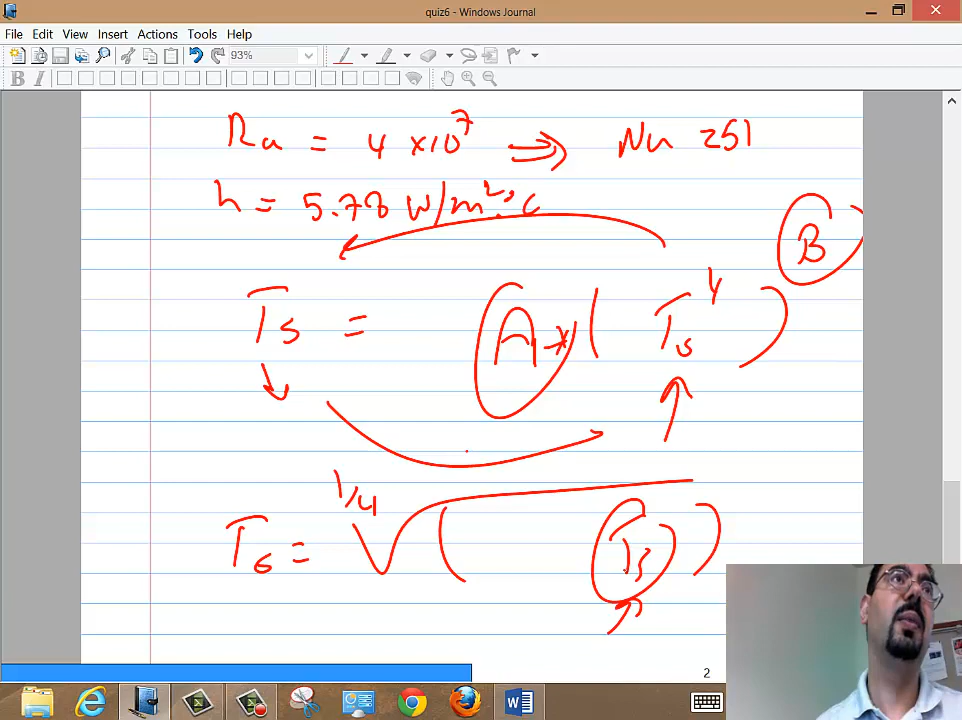 quiz6 - Windows Journal
File Edit View Insert Actions Tools Help
93%
B I
Ra = 4 x10^7 ⇒ Nu 251
h = 5.78 W/m²·°C
B
Ts = A * ( Ts^4 )
Ts = 1/4 √ ( Ts )
2